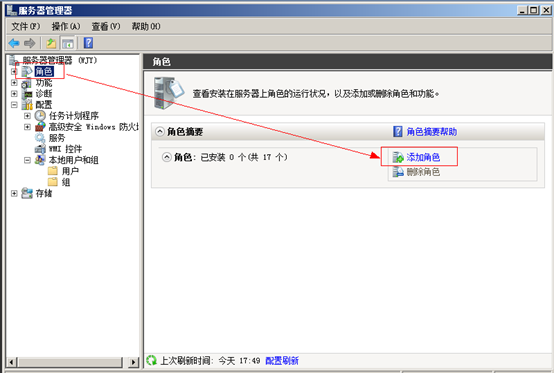 服务器管理器
文件(F) 操作(A) 查看(V) 帮助(H)
服务器管理器 (WJT)
角色
功能
诊断
配置
任务计划程序
高级安全 Windows 防火
服务
WMI 控件
本地用户和组
用户
组
存储
角色
查看安装在服务器上角色的运行状况，以及添加或删除角色和功能。
角色摘要
角色摘要帮助
角色: 已安装 0 个(共 17 个)
添加角色
删除角色
上次刷新时间: 今天 17:49 配置刷新